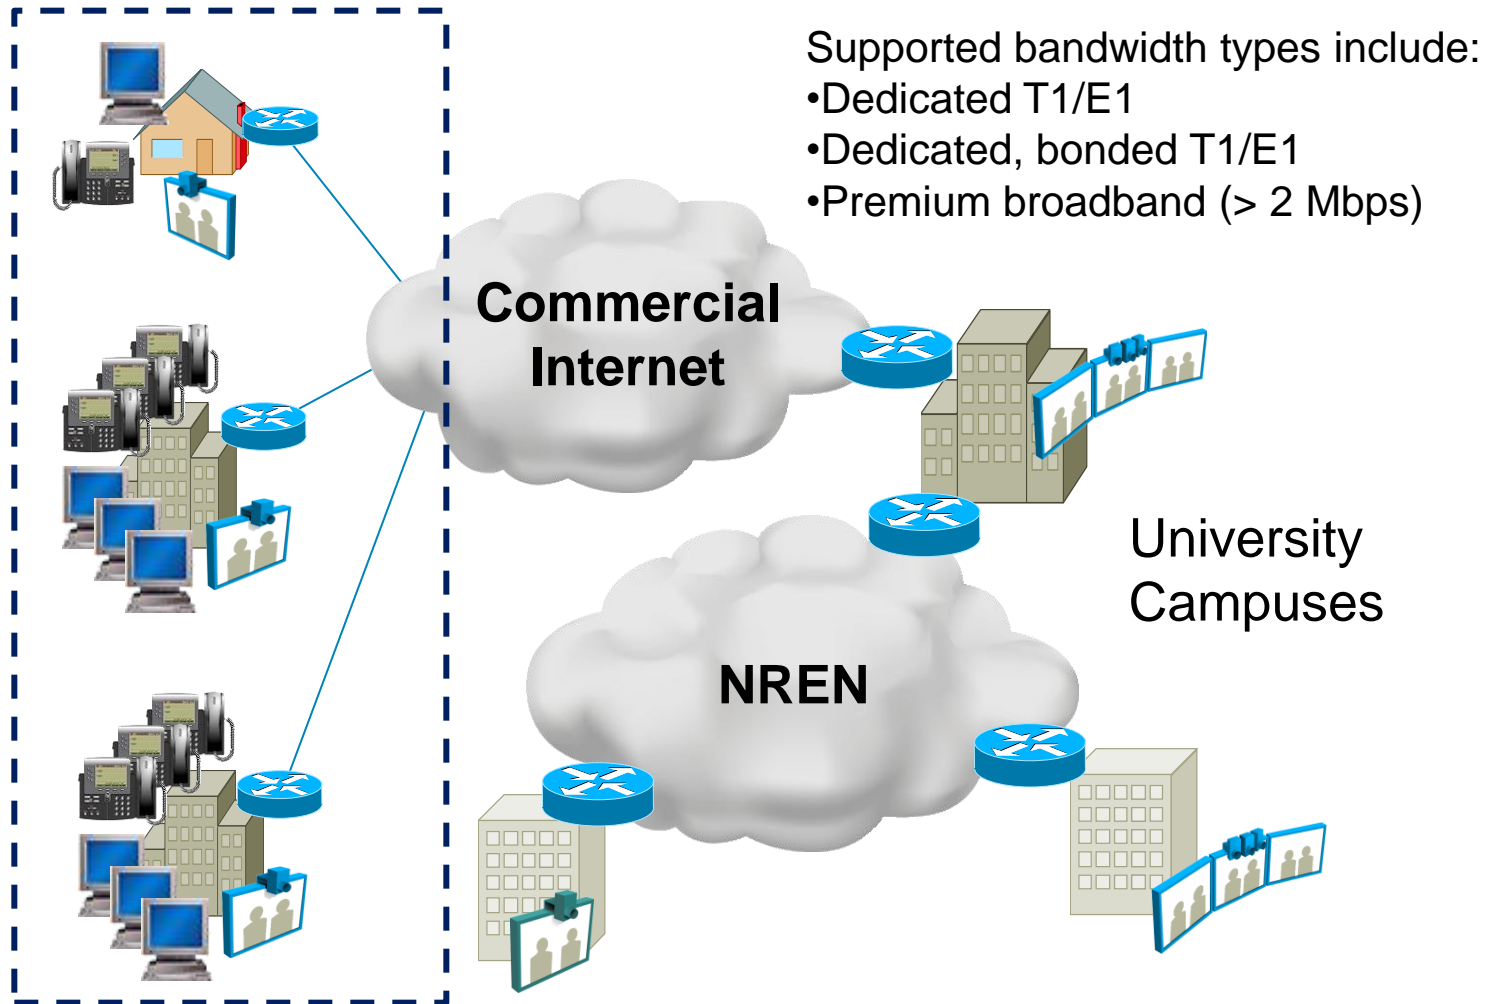 Supported bandwidth types include:
•Dedicated T1/E1
•Dedicated, bonded T1/E1
•Premium broadband (> 2 Mbps)
Commercial
Internet
University
Campuses
NREN